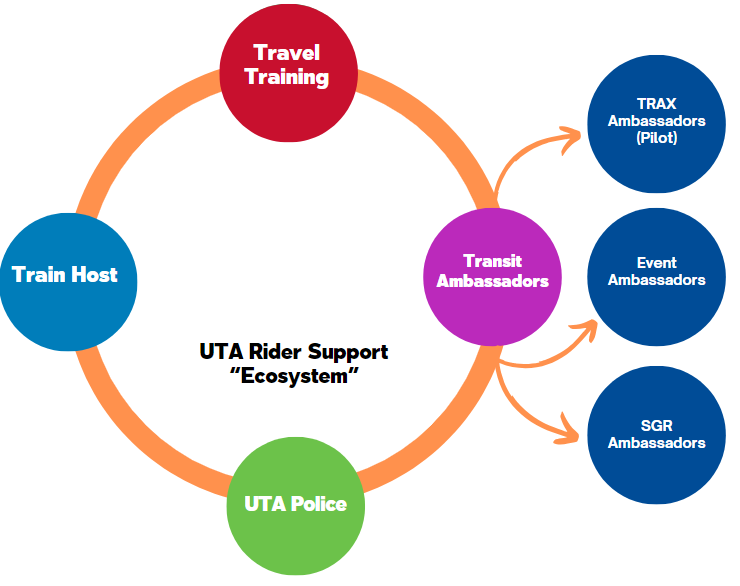 Travel
Training
TRAX
Ambassadors
(Pilot)
Train Host
Transit
Ambassadors
Event
Ambassadors
UTA Rider Support
“Ecosystem”
SGR
Ambassadors
UTA Police